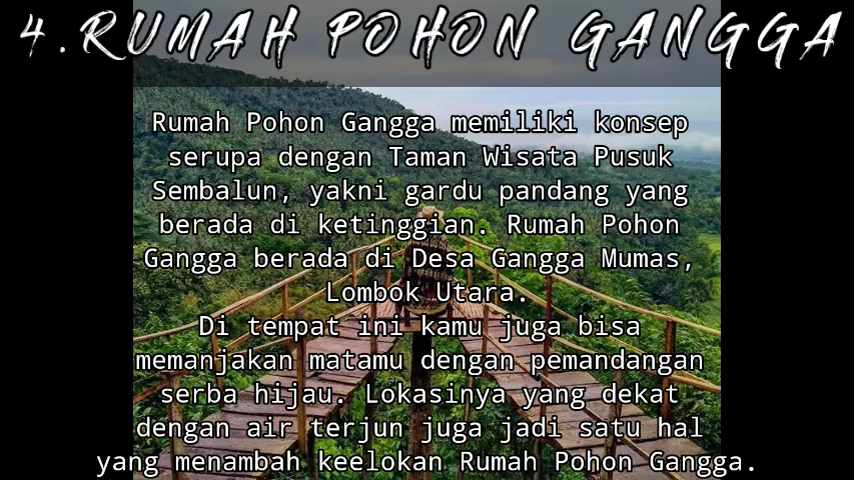 4.RUMAH POHON GANGGA
Rumah Pohon Gangga memiliki konsep
serupa dengan Taman Wisata Pusuk
Sembalun, yakni gardu pandang yang
berada di ketinggian. Rumah Pohon
Gangga berada di Desa Gangga Mumas,
Lombok Utara.
Di tempat ini kamu juga bisa
memanjakan matamu dengan pemandangan
serba hijau. Lokasinya yang dekat
dengan air terjun juga jadi satu hal
yang menambah keelokan Rumah Pohon Gangga.